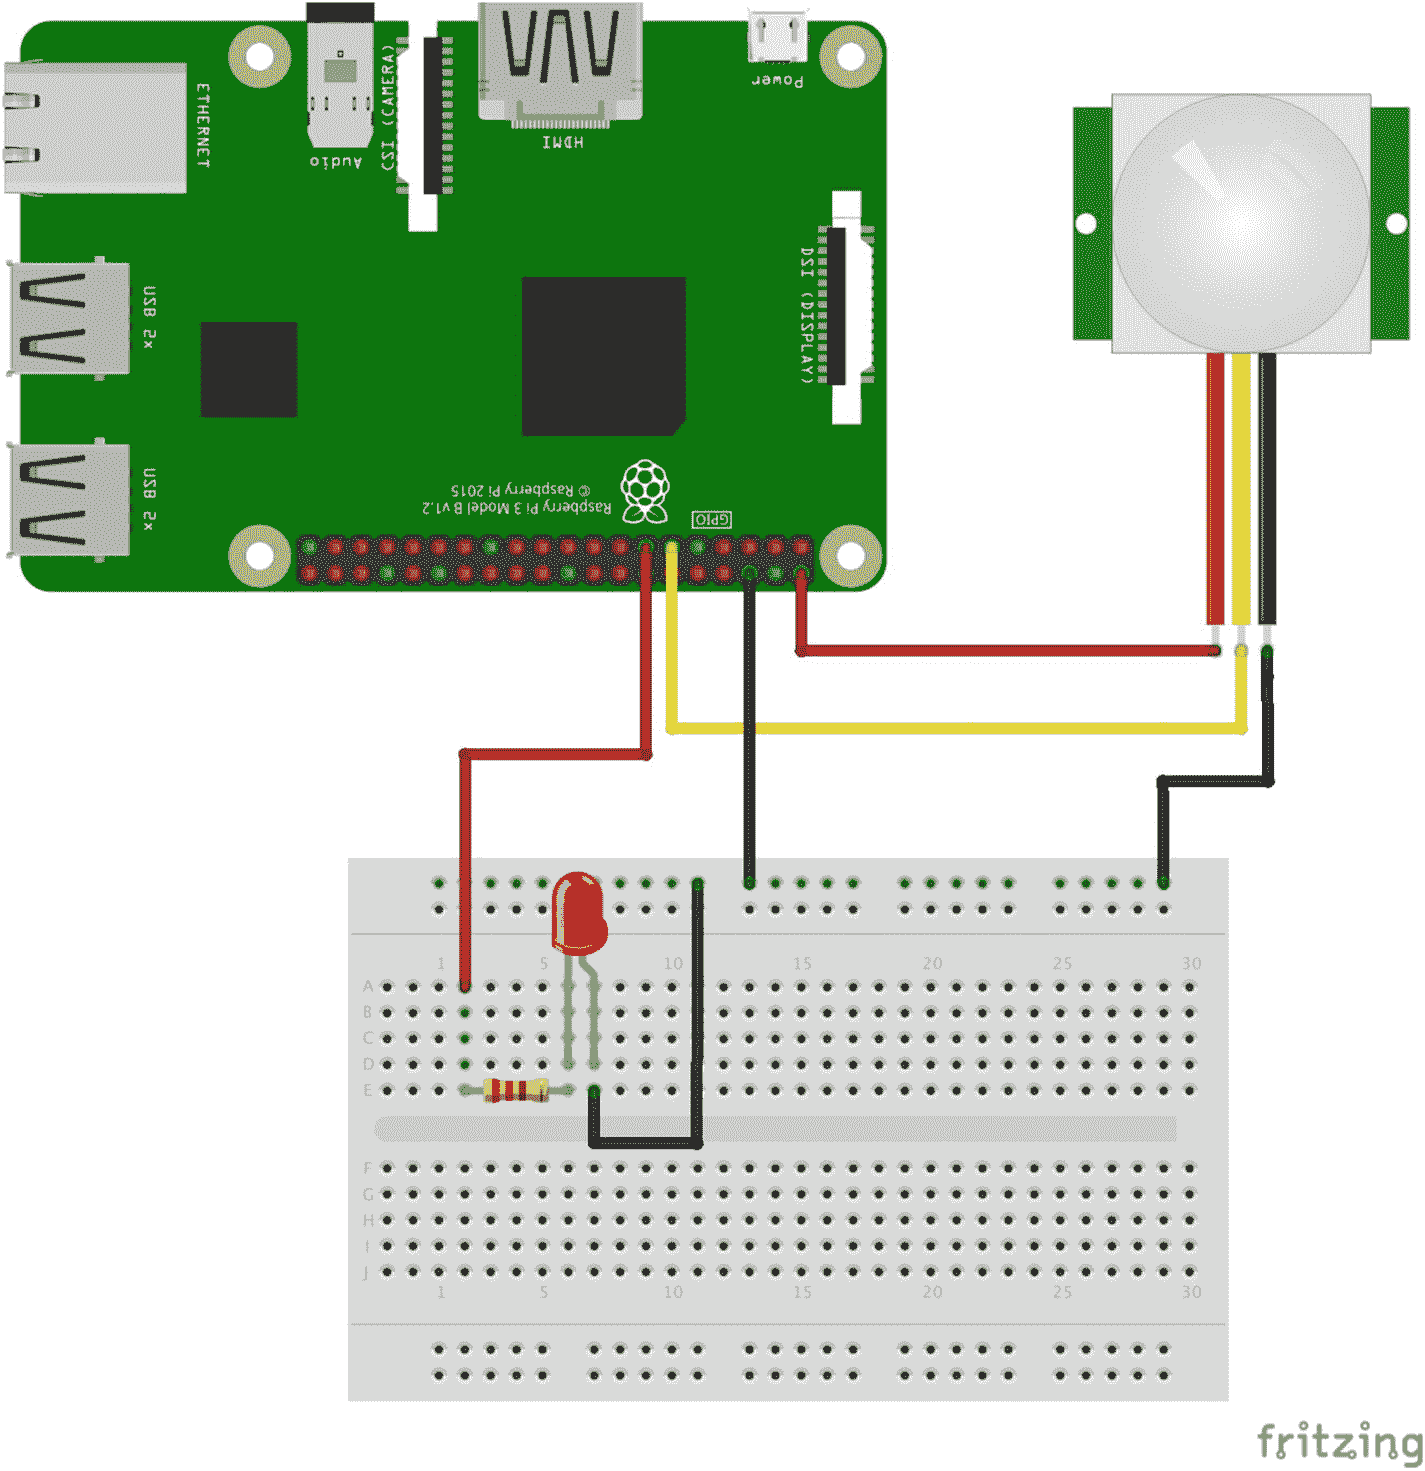 ETHERNET
Audio
CSI (CAMERA)
HDMI
Power
DSI (DISPLAY)
USB 2x
USB 2x
Raspberry Pi 3 Model B v1.2
© Raspberry Pi 2015
GPIO
1 5 10 15 20 25 30
A
B
C
D
E
F
G
H
I
J
1 5 10 15 20 25 30
fritzing